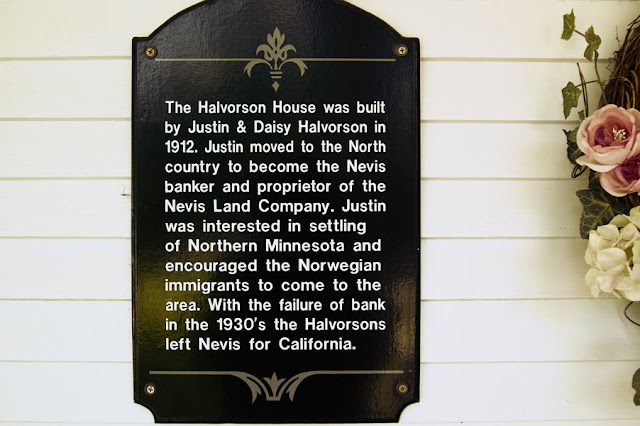 The Halvorson House was built
by Justin & Daisy Halvorson in
1912. Justin moved to the North
country to become the Nevis
banker and proprietor of the
Nevis Land Company. Justin
was interested in settling
of Northern Minnesota and
encouraged the Norwegian
immigrants to come to the
area. With the failure of bank
in the 1930's the Halvorsons
left Nevis for California.